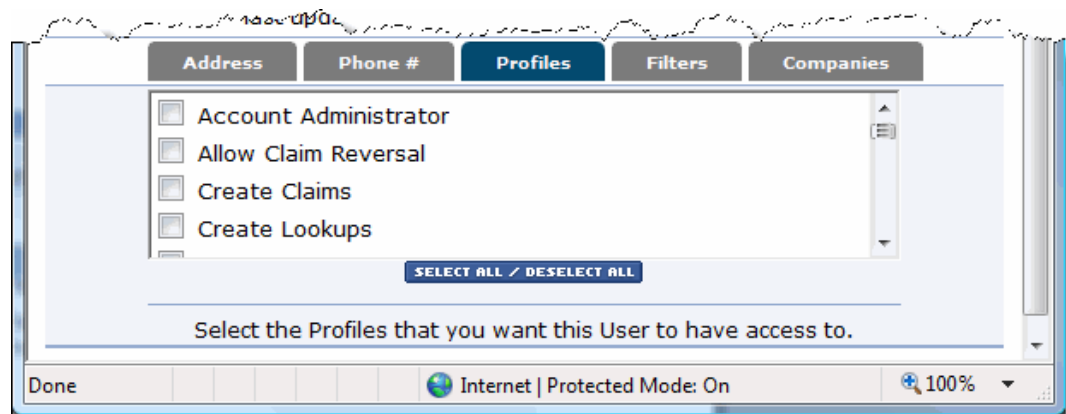 Address Phone # Profiles Filters Companies
Account Administrator
Allow Claim Reversal
Create Claims
Create Lookups
SELECT ALL / DESELECT ALL
Select the Profiles that you want this User to have access to.
Done Internet | Protected Mode: On 100%